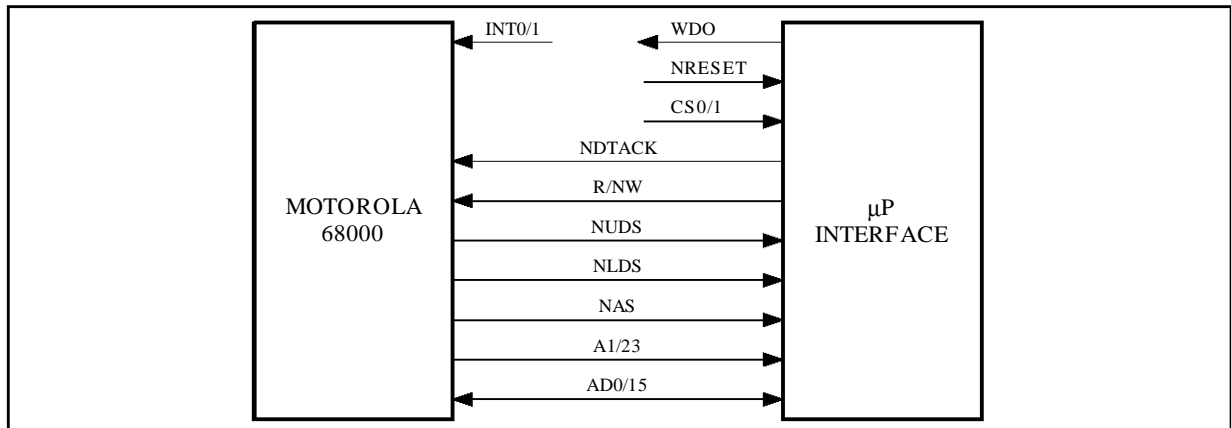 INT0/1
WDO
NRESET
CS0/1
NDTACK
R/NW
MOTOROLA
68000
μP
INTERFACE
NUDS
NLDS
NAS
A1/23
AD0/15